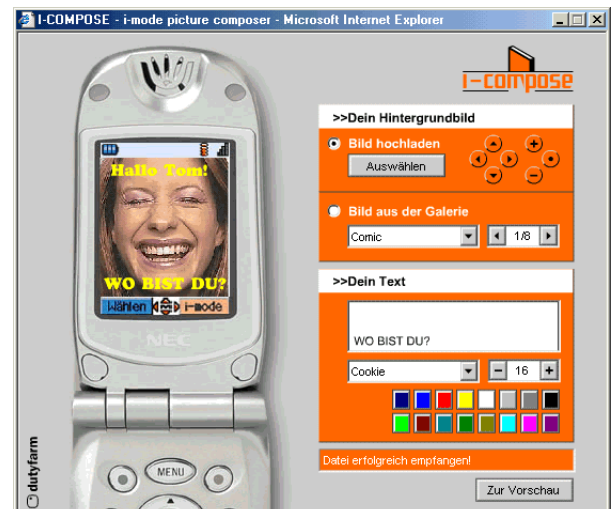 I-COMPOSE - i-mode picture composer - Microsoft Internet Explorer
i-compose
Hallo Tom!
WO BIST DU?
Wählen i-mode
NEC
MENU
dutyfarm
>>Dein Hintergrundbild
Bild hochladen
Auswählen
Bild aus der Galerie
Comic 1/8
>>Dein Text
WO BIST DU?
Cookie - 16 +
Datei erfolgreich empfangen!
Zur Vorschau